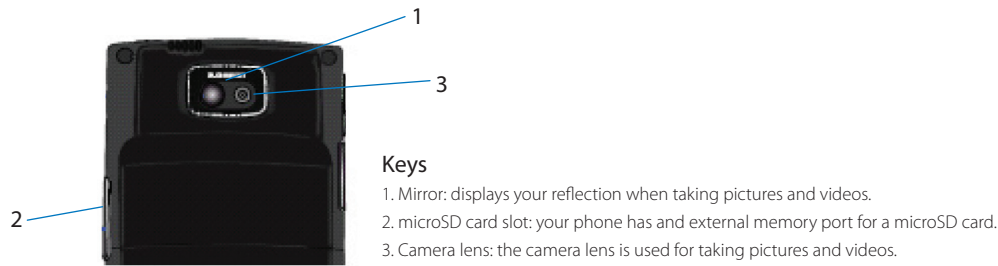 1
3
2
Keys
1. Mirror: displays your reflection when taking pictures and videos.
2. microSD card slot: your phone has and external memory port for a microSD card.
3. Camera lens: the camera lens is used for taking pictures and videos.